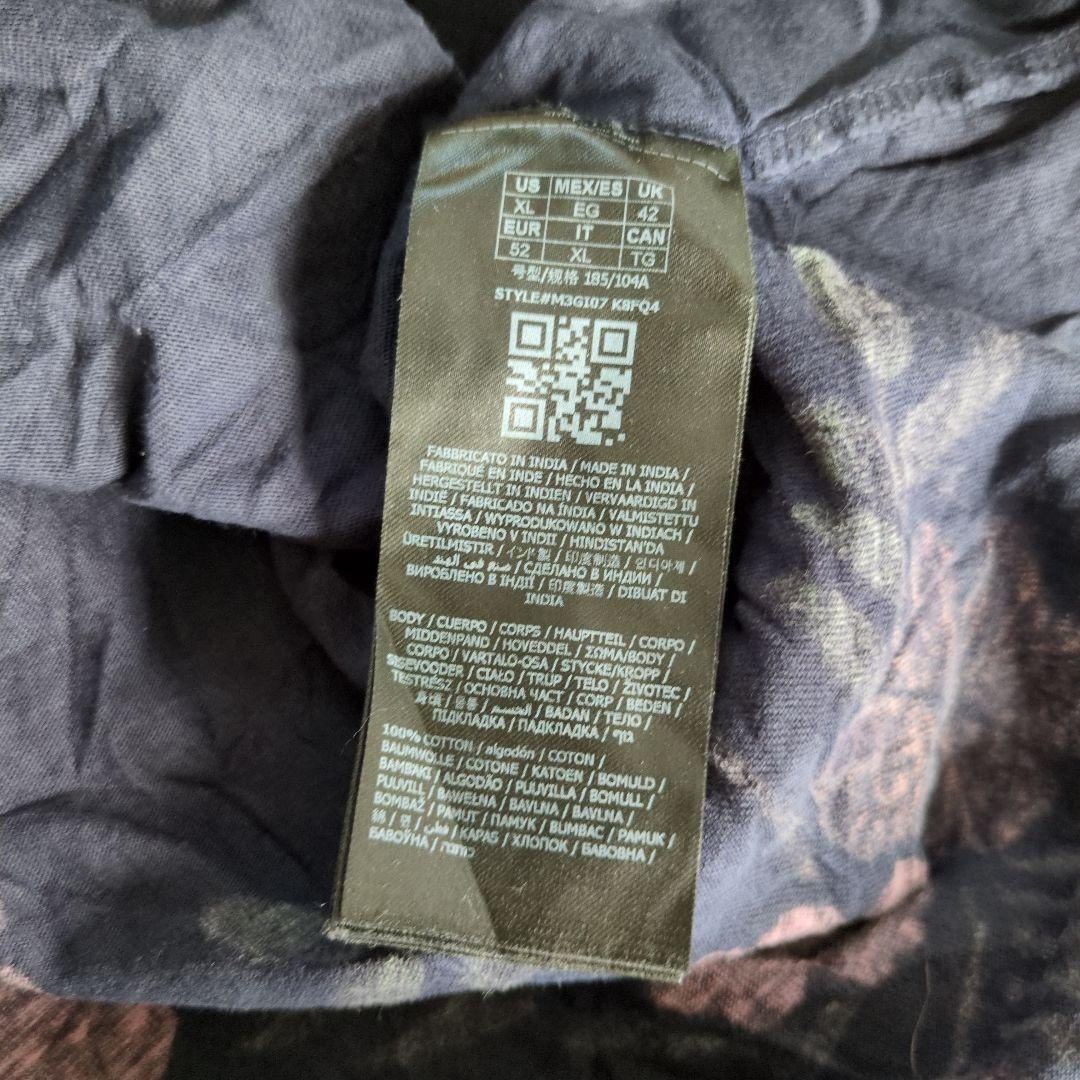 US MEX/ES UK
XL EG 42
EUR IT CAN
52 XL TG
号型/规格 185/104A
STYLE#M3GI07 K8FQ4
FABBRICATO IN INDIA / MADE IN INDIA /
FABRIQUÉ EN INDE / HECHO EN LA INDIA /
HERGESTELLT IN INDIEN / VERVAARDIGD IN
INDIË / FABRICADO NA ÍNDIA / VALMISTETTU
INTIASSA / WYPRODUKOWANO W INDIACH /
VYROBENO V INDII / HINDISTAN'DA
ÜRETILMIŞTIR / インド製 / 印度制造 / 인디아제 /
صنع في الهند / СДЕЛАНО В ИНДИИ /
ВИРОБЛЕНО В ІНДІЇ / 印度製造 / DIBUAT DI
INDIA
BODY / CUERPO / CORPS / HAUPTTEIL / CORPO /
MIDDENPAND / HOVEDDEL / ΣΩΜΑ/BODY /
CORPO / VARTALO-OSA / STYCKE/KROPP /
SISEVOODER / CIAŁO / TRUP / TELO / ŽIVOTEC /
TESTRÉSZ / ОСНОВНА ЧАСТ / CORP / BEDEN /
身頃 / 몸통 / الجسم / BADAN / ТЕЛО /
ПІДКЛАДКА / ПАДКЛАДКА / גוף
100% COTTON / algodón / COTON /
BAUMWOLLE / COTONE / KATOEN / BOMULD /
BAMBAKI / ALGODÃO / PUUVILLA / BOMULL /
PUUVILL / BAWEŁNA / BAVLNA / BAVLNA /
BOMBAŽ / PAMUT / ПАМУК / BUMBAC / PAMUK /
綿 / 면 / قطن / KAPAS / ХЛОПОК / БАВОВНА /
БАВОЎНА / כותנה